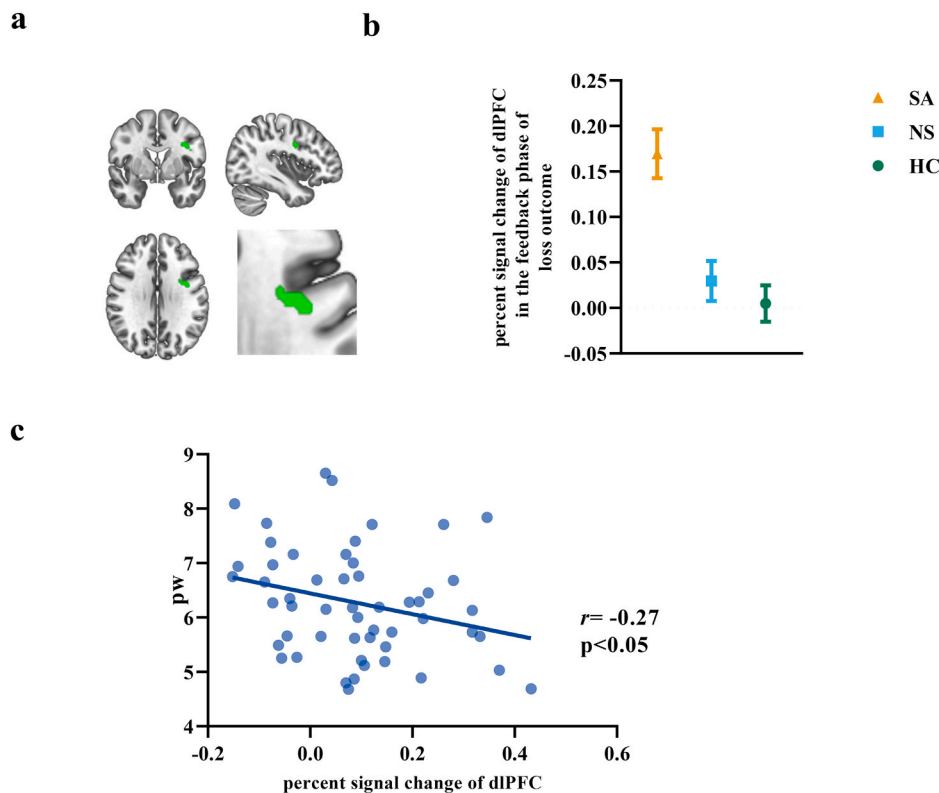 a
b
percent signal change of dlPFC
in the feedback phase of
loss outcome
0.25
0.20
0.15
0.10
0.05
0.00
-0.05
SA
NS
HC
c
pw
9
8
7
6
5
4
-0.2 0.0 0.2 0.4 0.6
percent signal change of dlPFC
r= -0.27
p<0.05